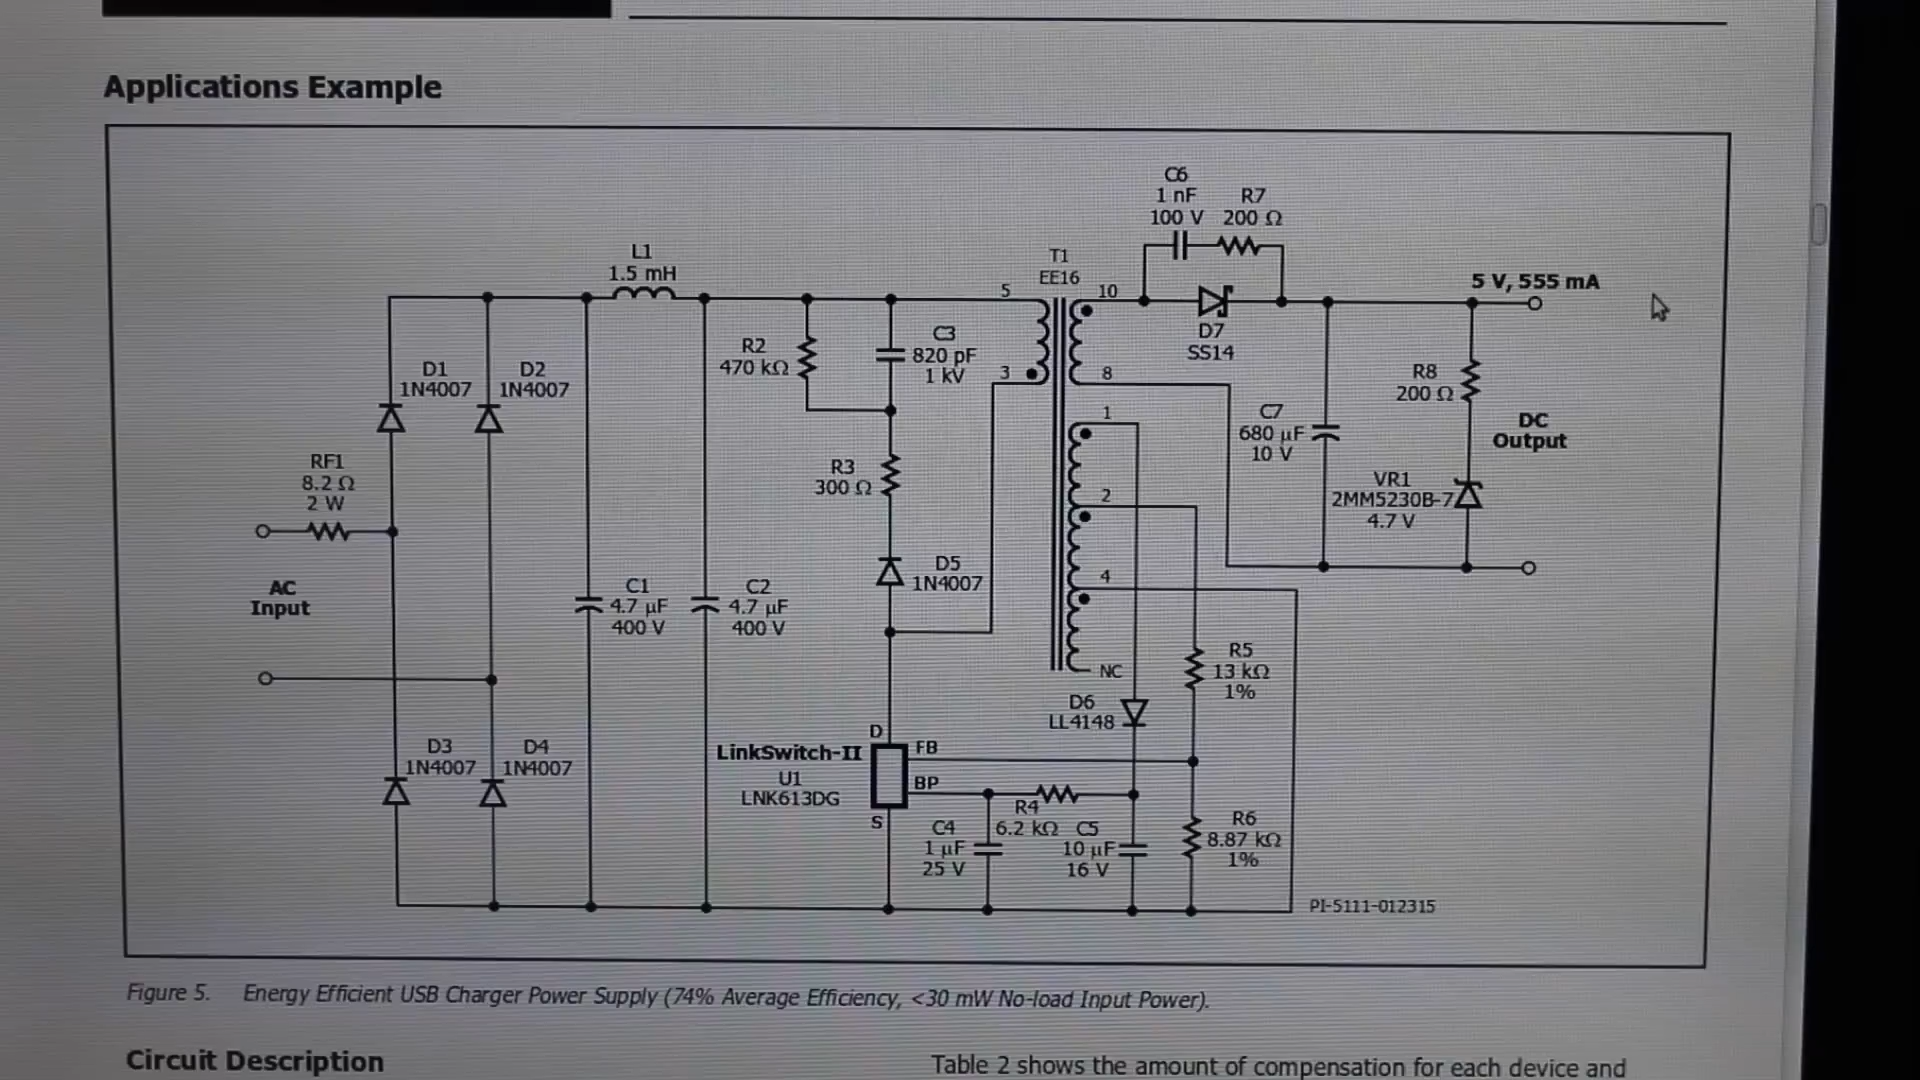 Applications Example
C6
1 nF
100 V
R7
200 Ω
L1
1.5 mH
T1
EE16
5
10
5 V, 555 mA
D7
SS14
R2
470 kΩ
C3
820 pF
1 kV
3
8
D1
1N4007
D2
1N4007
R8
200 Ω
C7
680 µF
10 V
DC
Output
1
RF1
8.2 Ω
2 W
R3
300 Ω
2
VR1
2MM5230B-7
4.7 V
AC
Input
C1
4.7 µF
400 V
C2
4.7 µF
400 V
D5
1N4007
4
NC
R5
13 kΩ
1%
D6
LL4148
D3
1N4007
D4
1N4007
LinkSwitch-II
U1
LNK613DG
D
FB
BP
S
R4
6.2 kΩ
C4
1 µF
25 V
C5
10 µF
16 V
R6
8.87 kΩ
1%
PI-5111-012315
Figure 5. Energy Efficient USB Charger Power Supply (74% Average Efficiency, <30 mW No-load Input Power).
Circuit Description
Table 2 shows the amount of compensation for each device and